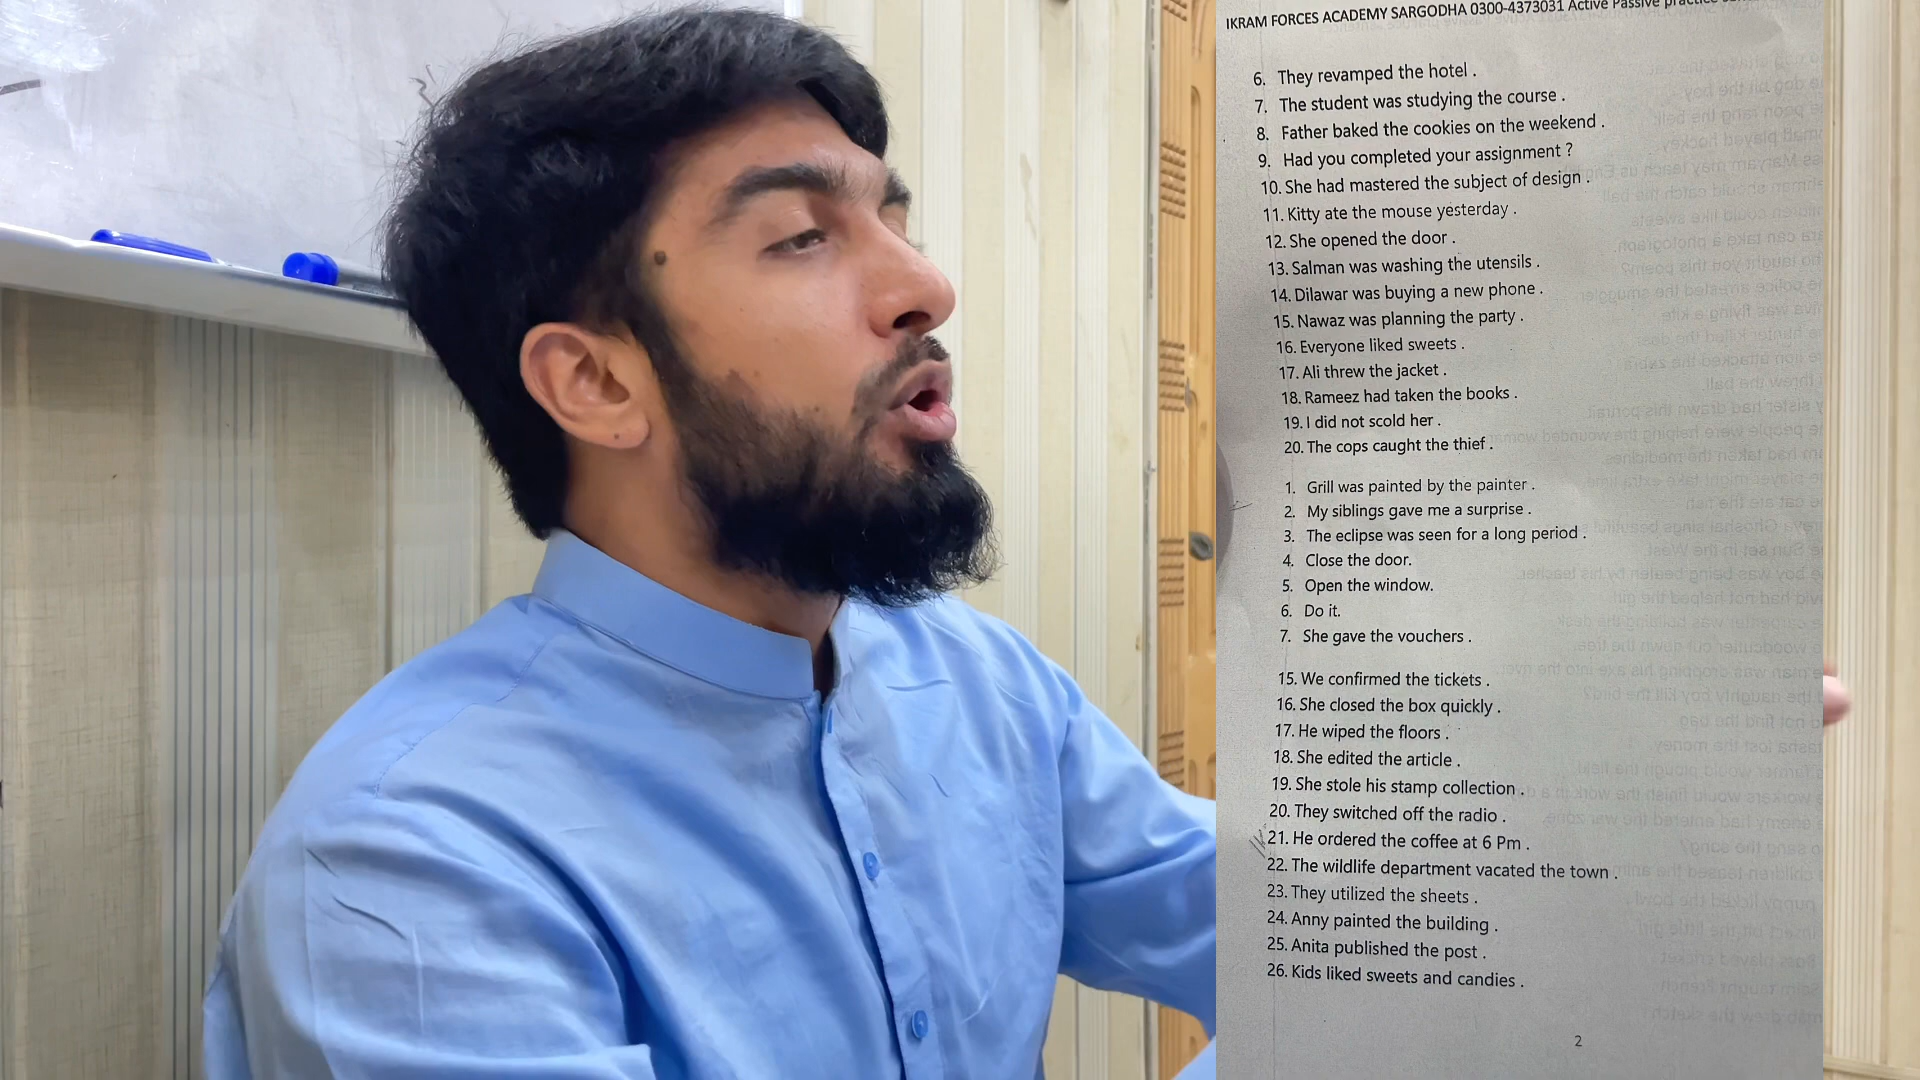 IKRAM FORCES ACADEMY SARGODHA 0300-4373031 Active Passive practice
6. They revamped the hotel .
7. The student was studying the course .
8. Father baked the cookies on the weekend .
9. Had you completed your assignment ?
10. She had mastered the subject of design .
11. Kitty ate the mouse yesterday .
12. She opened the door .
13. Salman was washing the utensils .
14. Dilawar was buying a new phone .
15. Nawaz was planning the party .
16. Everyone liked sweets .
17. Ali threw the jacket .
18. Rameez had taken the books .
19. I did not scold her .
20. The cops caught the thief .
1. Grill was painted by the painter .
2. My siblings gave me a surprise .
3. The eclipse was seen for a long period .
4. Close the door.
5. Open the window.
6. Do it.
7. She gave the vouchers .
15. We confirmed the tickets .
16. She closed the box quickly .
17. He wiped the floors .
18. She edited the article .
19. She stole his stamp collection .
20. They switched off the radio .
21. He ordered the coffee at 6 Pm .
22. The wildlife department vacated the town .
23. They utilized the sheets .
24. Anny painted the building .
25. Anita published the post .
26. Kids liked sweets and candies .
2